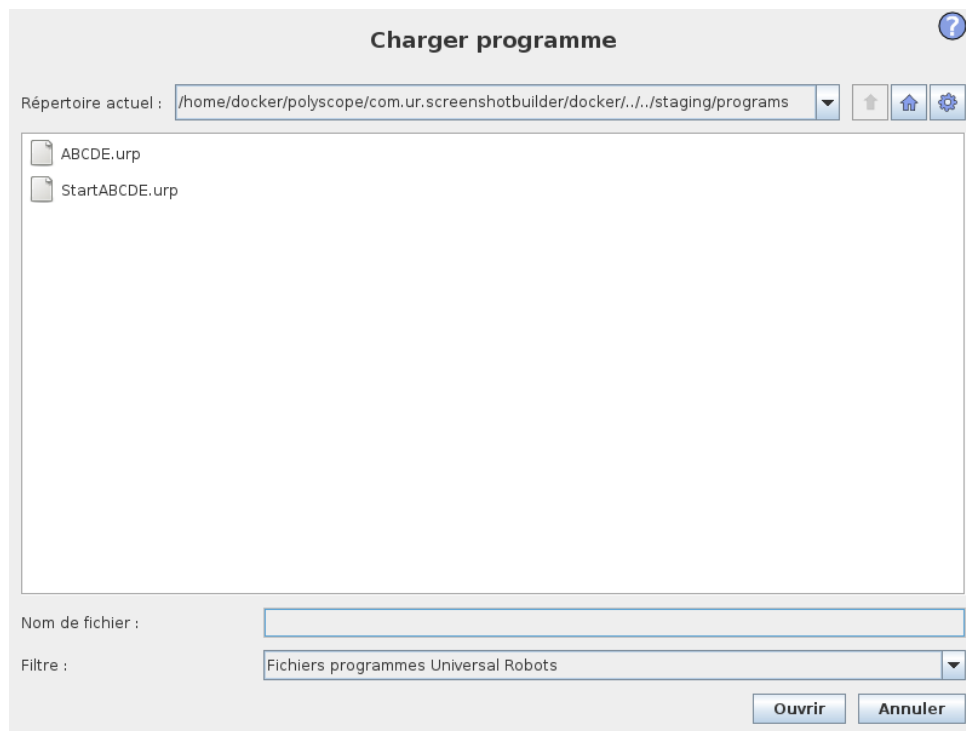 Charger programme
?
Répertoire actuel : /home/docker/polyscope/com.ur.screenshotbuilder/docker/../../staging/programs
ABCDE.urp
StartABCDE.urp
Nom de fichier :
Filtre : Fichiers programmes Universal Robots
Ouvrir Annuler